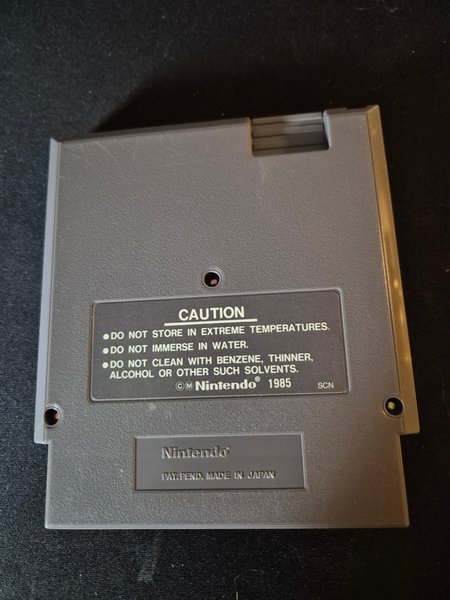 CAUTION
●DO NOT STORE IN EXTREME TEMPERATURES.
●DO NOT IMMERSE IN WATER.
●DO NOT CLEAN WITH BENZENE, THINNER,
ALCOHOL OR OTHER SUCH SOLVENTS.
©Ⓜ Nintendo® 1985 SCN
Nintendo®
PAT.PEND. MADE IN JAPAN